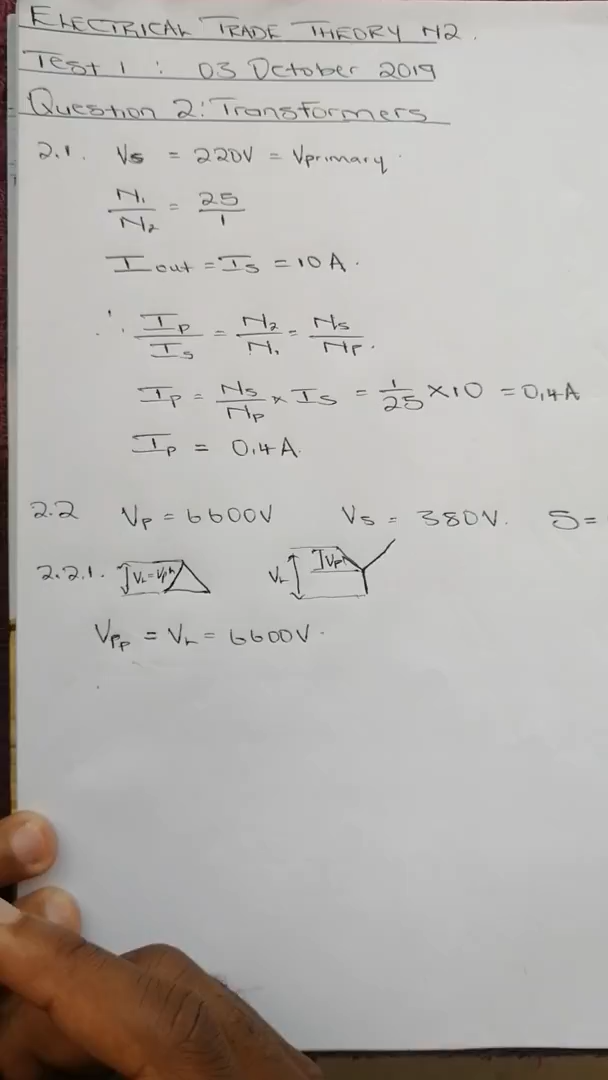 ELECTRICAL TRADE THEORY N2.
Test 1 : 03 October 2019
Question 2: Transformers
2.1. Vs = 220V = Vprimary.
N1/N2 = 25/1
Iout = Is = 10A.
∴ Ip/Is = N2/N1 = Ns/Np.
Ip = Ns/Np × Is = 1/25 × 10 = 0,4A
Ip = 0,4A.
2.2 Vp = 6600V Vs = 380V. S=
2.2.1. VL=Vph VL Vph
VPp = VL = 6600V.